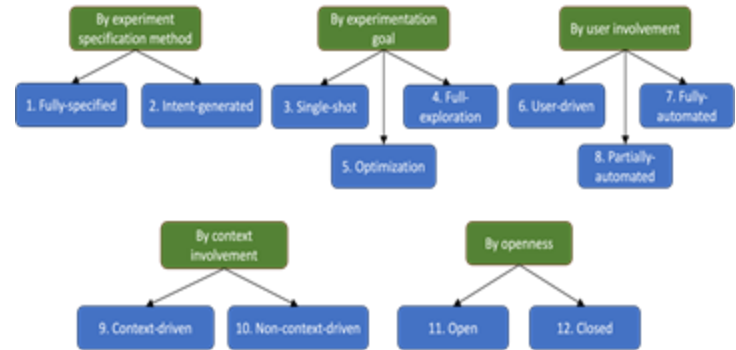 By experiment
specification method
1. Fully-specified
2. Intent-generated
By experimentation
goal
3. Single-shot
4. Full-
exploration
5. Optimization
By user involvement
6. User-driven
7. Fully-
automated
8. Partially-
automated
By context
involvement
9. Context-driven
10. Non-context-driven
By openness
11. Open
12. Closed